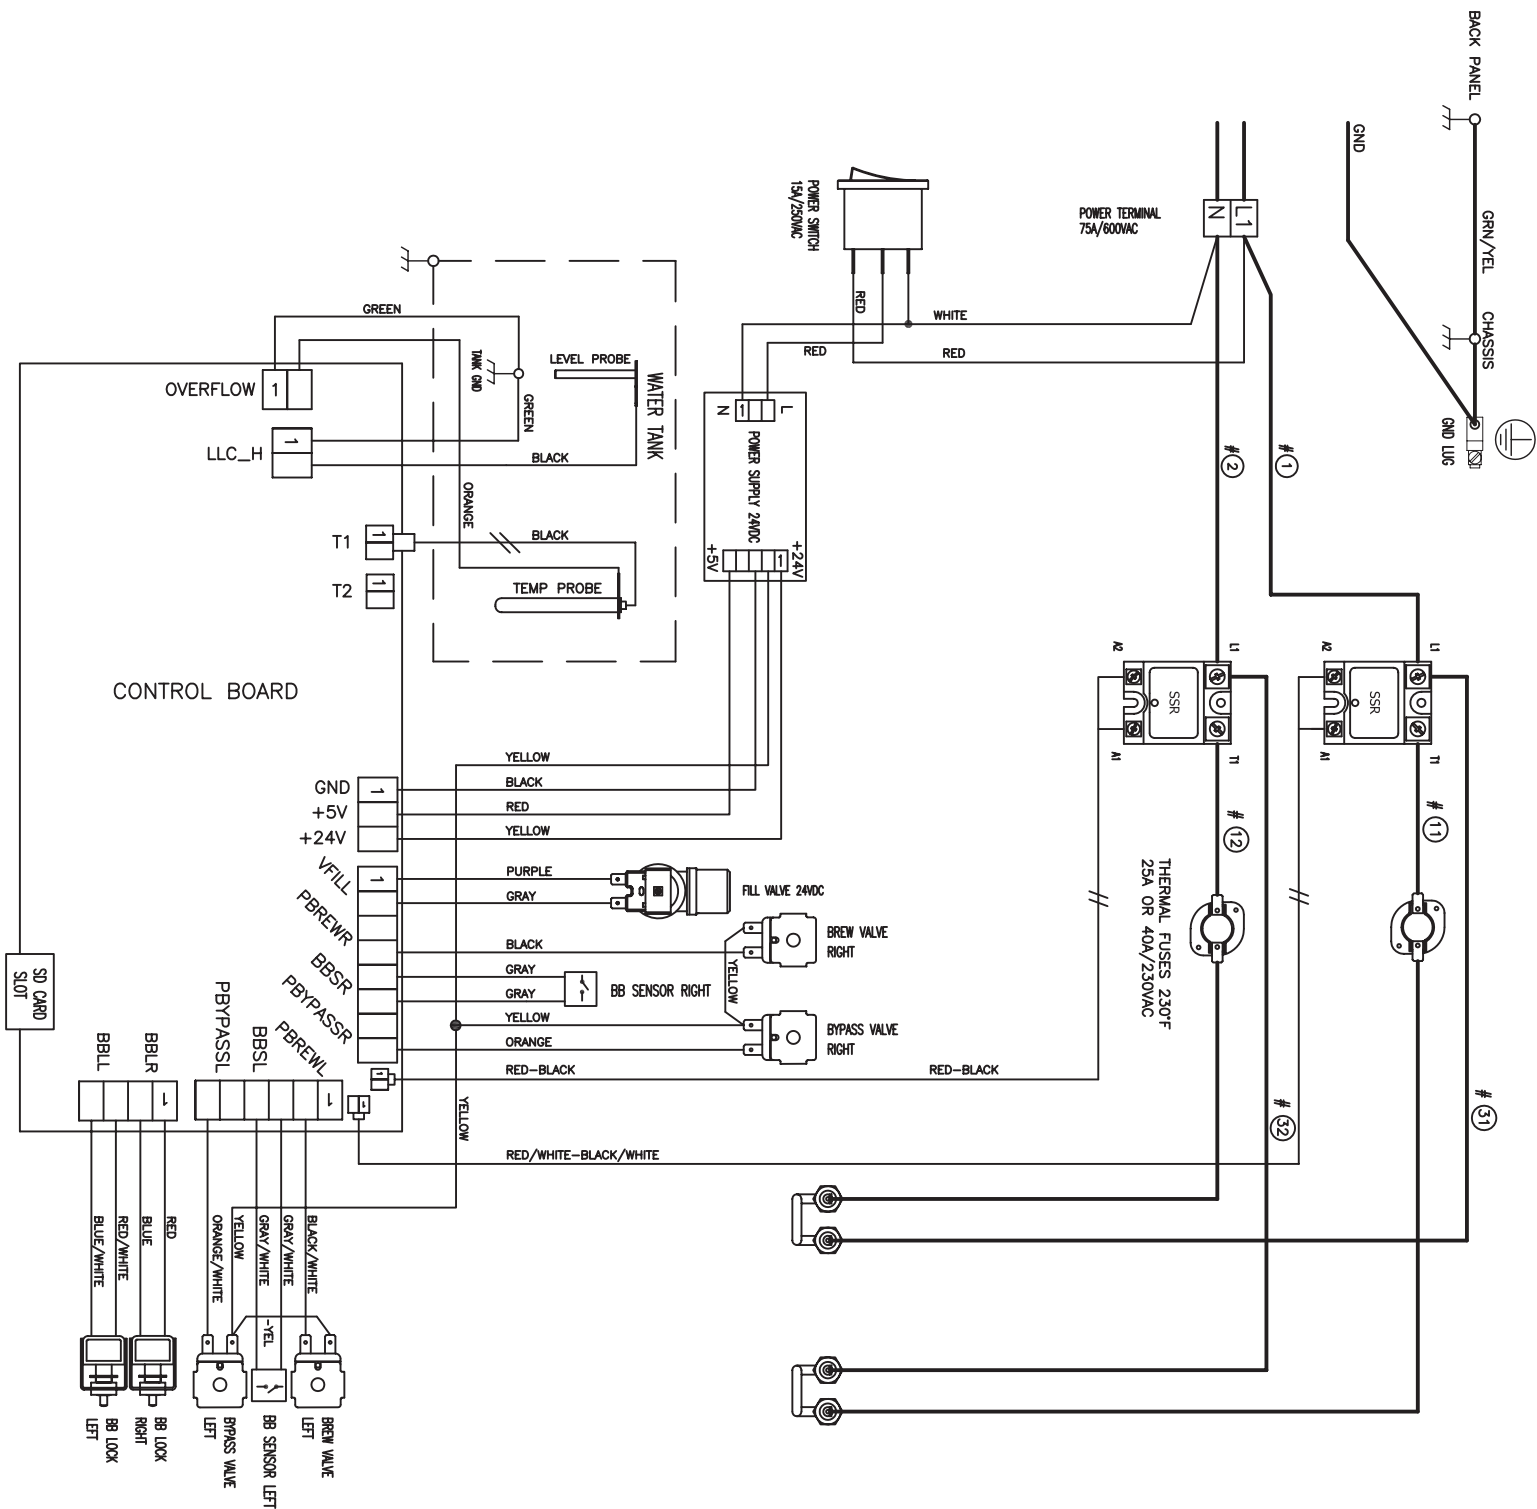 BACK PANEL
GRN/YEL
CHASSIS
GND
GND LUG
L1
N
POWER TERMINAL
75A/600VAC
POWER SWITCH
15A/250VAC
RED
WHITE
RED
RED
# 1
# 2
GREEN
TANK GND
LEVEL PROBE
WATER TANK
GREEN
BLACK
ORANGE
BLACK
TEMP PROBE
OVERFLOW
1
LLC_H
1
T1
1
T2
1
N
1
L
POWER SUPPLY 24VDC
+5V
1
+24V
CONTROL BOARD
A2
L1
SSR
A1
T1
A2
L1
SSR
A1
T1
# 12
# 11
THERMAL FUSES 230°F
25A OR 40A/230VAC
GND
1
+5V
+24V
YELLOW
BLACK
RED
YELLOW
VFILL
1
PBREWR
BBSR
PBYPASSR
PURPLE
GRAY
FILL VALVE 24VDC
BLACK
BREW VALVE
RIGHT
GRAY
GRAY
BB SENSOR RIGHT
YELLOW
YELLOW
ORANGE
BYPASS VALVE
RIGHT
1
RED-BLACK
RED-BLACK
1
RED/WHITE-BLACK/WHITE
YELLOW
# 32
# 31
SD CARD
SLOT
BBLL
BBLR
1
PBYPASSL
BBSL
PBREWL
1
BLUE/WHITE
RED/WHITE
BLUE
RED
ORANGE/WHITE
YELLOW
GRAY/WHITE
GRAY/WHITE
BLACK/WHITE
-YEL
BB LOCK
LEFT
BB LOCK
RIGHT
BYPASS VALVE
LEFT
BB SENSOR LEFT
BREW VALVE
LEFT